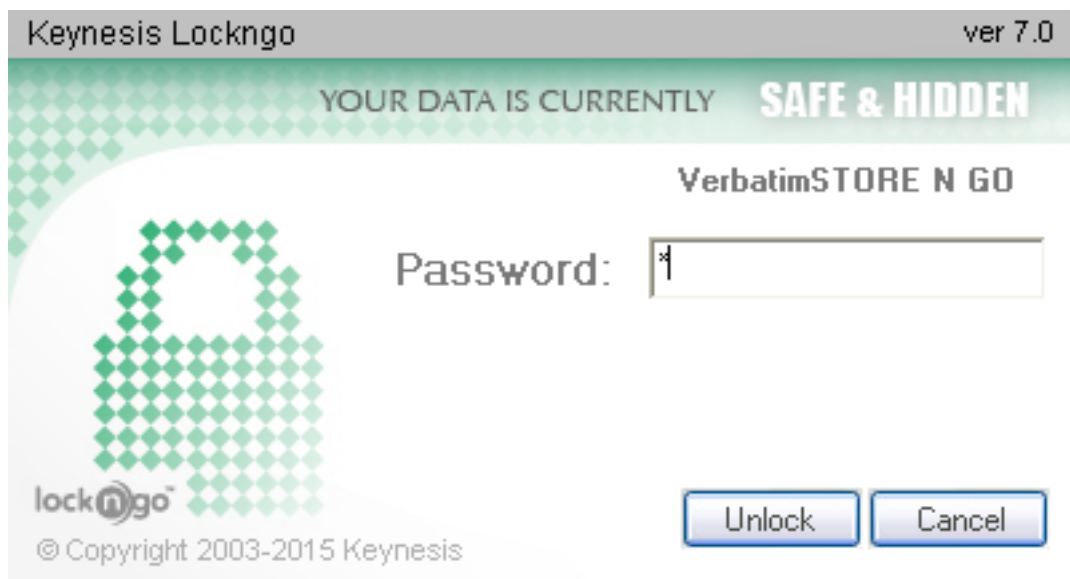 Keynesis Lockngo ver 7.0
YOUR DATA IS CURRENTLY SAFE & HIDDEN
VerbatimSTORE N GO
Password: *
lockngo™
© Copyright 2003-2015 Keynesis
Unlock Cancel